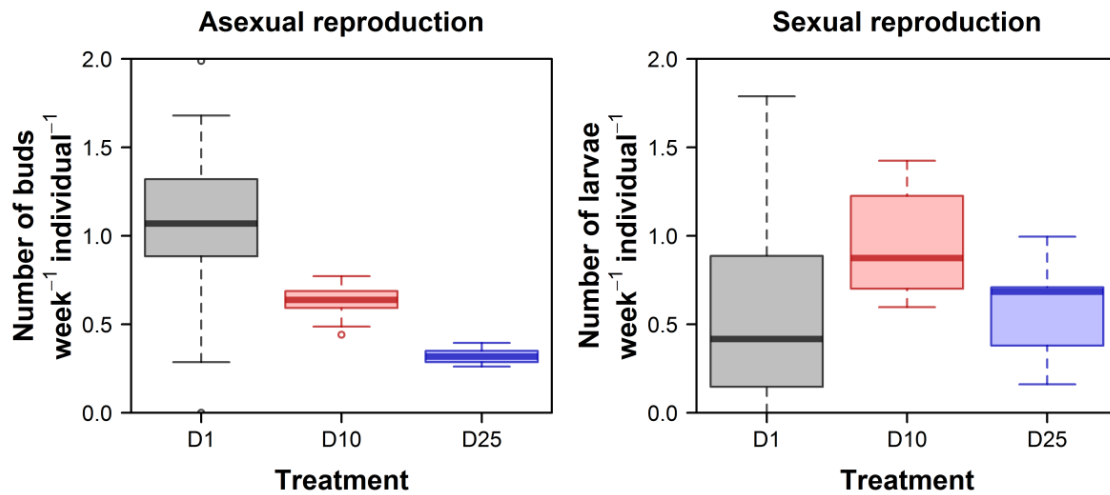 Asexual reproduction
Number of buds
week⁻¹ individual⁻¹
2.0
1.5
1.0
0.5
0.0
D1 D10 D25
Treatment
Sexual reproduction
Number of larvae
week⁻¹ individual⁻¹
2.0
1.5
1.0
0.5
0.0
D1 D10 D25
Treatment